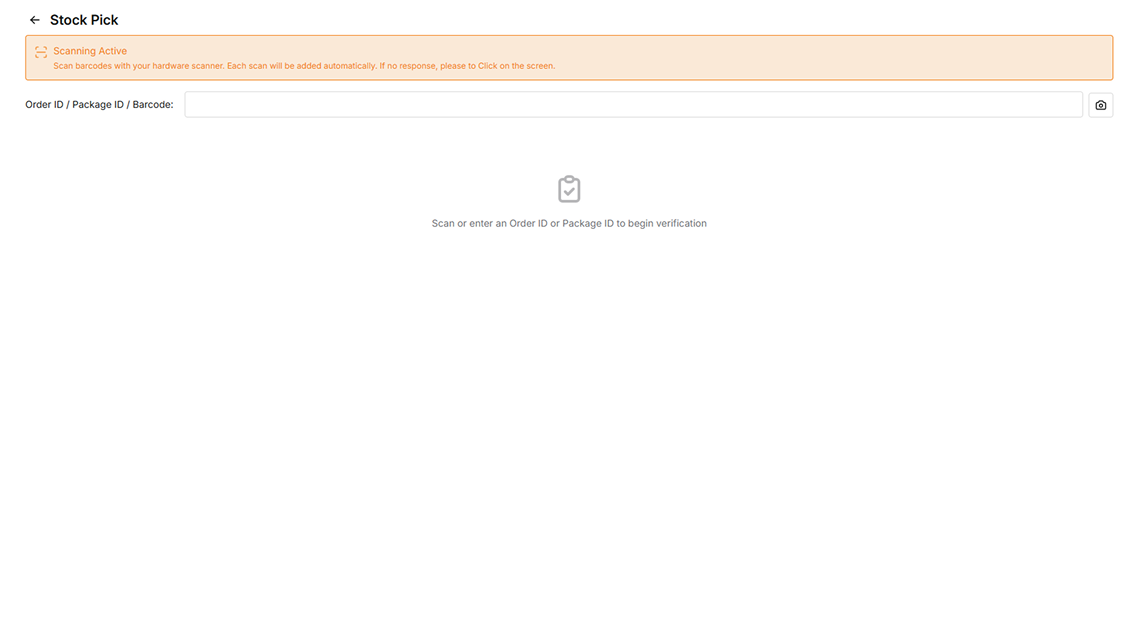 Stock Pick
Scanning Active
Scan barcodes with your hardware scanner. Each scan will be added automatically. If no response, please to Click on the screen.
Order ID / Package ID / Barcode:
Scan or enter an Order ID or Package ID to begin verification